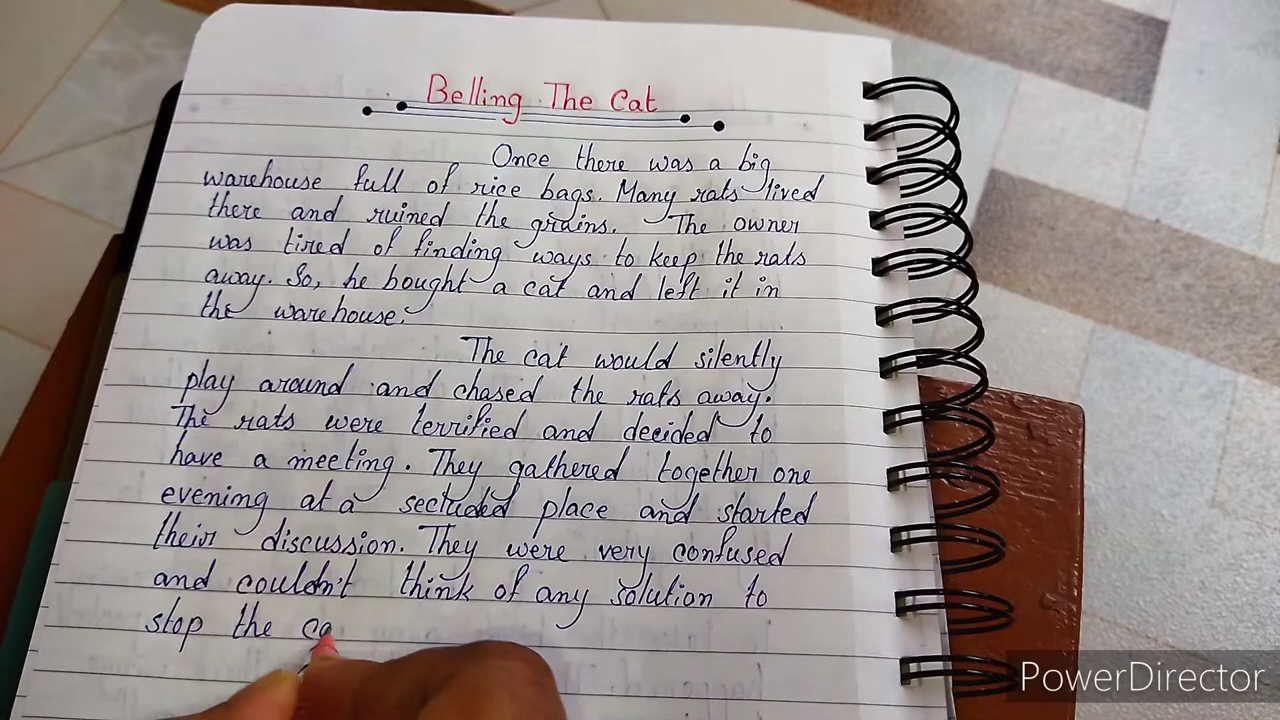 Belling The Cat
Once there was a big
warehouse full of rice bags. Many rats lived
there and ruined the grains. The owner
was tired of finding ways to keep the rats
away. So, he bought a cat and left it in
the warehouse.
The cat would silently
play around and chased the rats away.
The rats were terrified and decided to
have a meeting. They gathered together one
evening at a secluded place and started
their discussion. They were very confused
and couldn't think of any solution to
stop the ca
PowerDirector